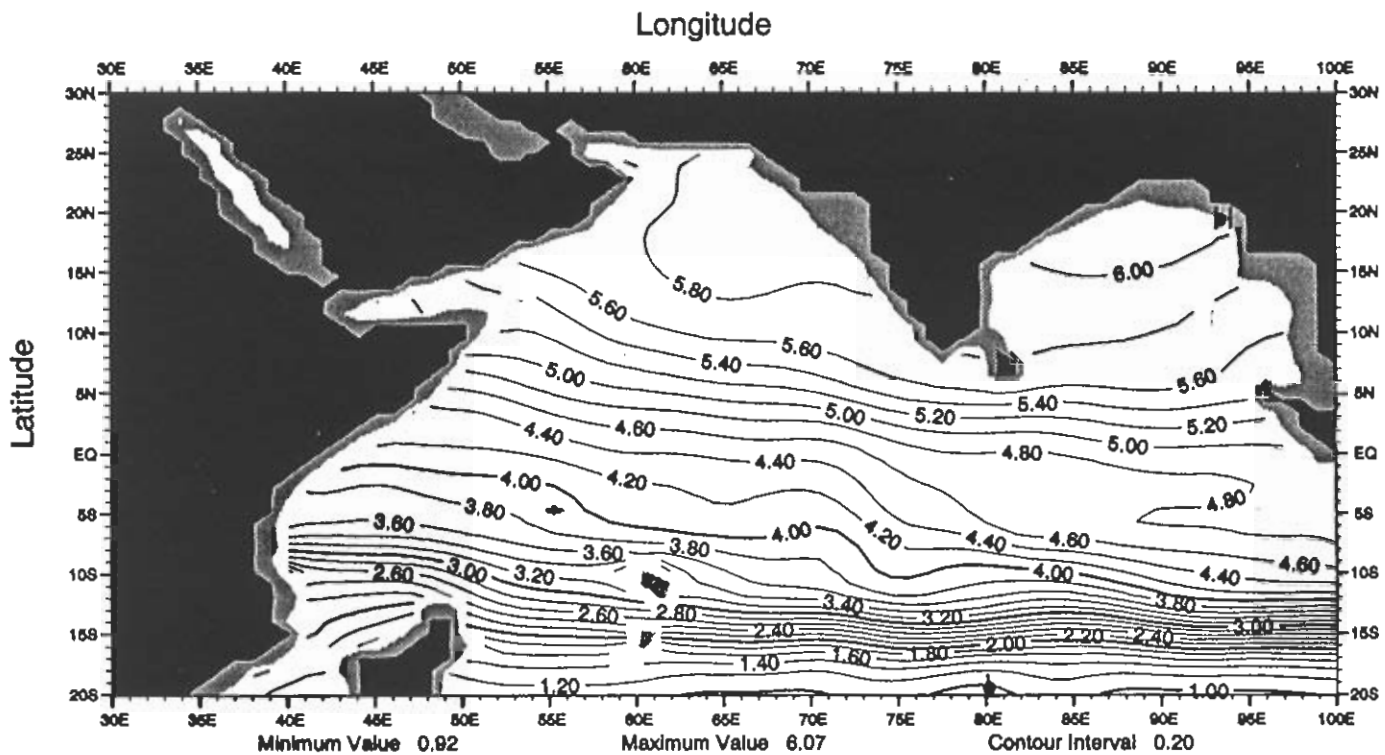 Longitude
30E 35E 40E 45E 50E 55E 60E 65E 70E 75E 80E 85E 90E 95E 100E
30N 30N
25N 25N
20N 20N
6.00
15N 15N
5.80
5.60
10N 10N
5.60
5.40
5.00 5.60
5N 5N
5.00 5.20 5.40 5.20
4.40 4.60 5.00
EQ 4.80 EQ
4.40
4.00 4.20
4.80
3.80
5S 5S
3.60 4.00 4.20
3.60 3.80 4.40 4.60
4.60
3.00 3.20 4.00 4.40
10S 2.60 10S
3.40 3.80
2.60 2.80 3.20
2.40 3.00
15S 2.00 2.20 2.40 15S
1.40 1.60 1.80
1.20 1.00
20S 20S
30E 35E 40E 45E 50E 55E 60E 65E 70E 75E 80E 85E 90E 95E 100E
Latitude
Minimum Value 0.92 Maximum Value 6.07 Contour Interval 0.20